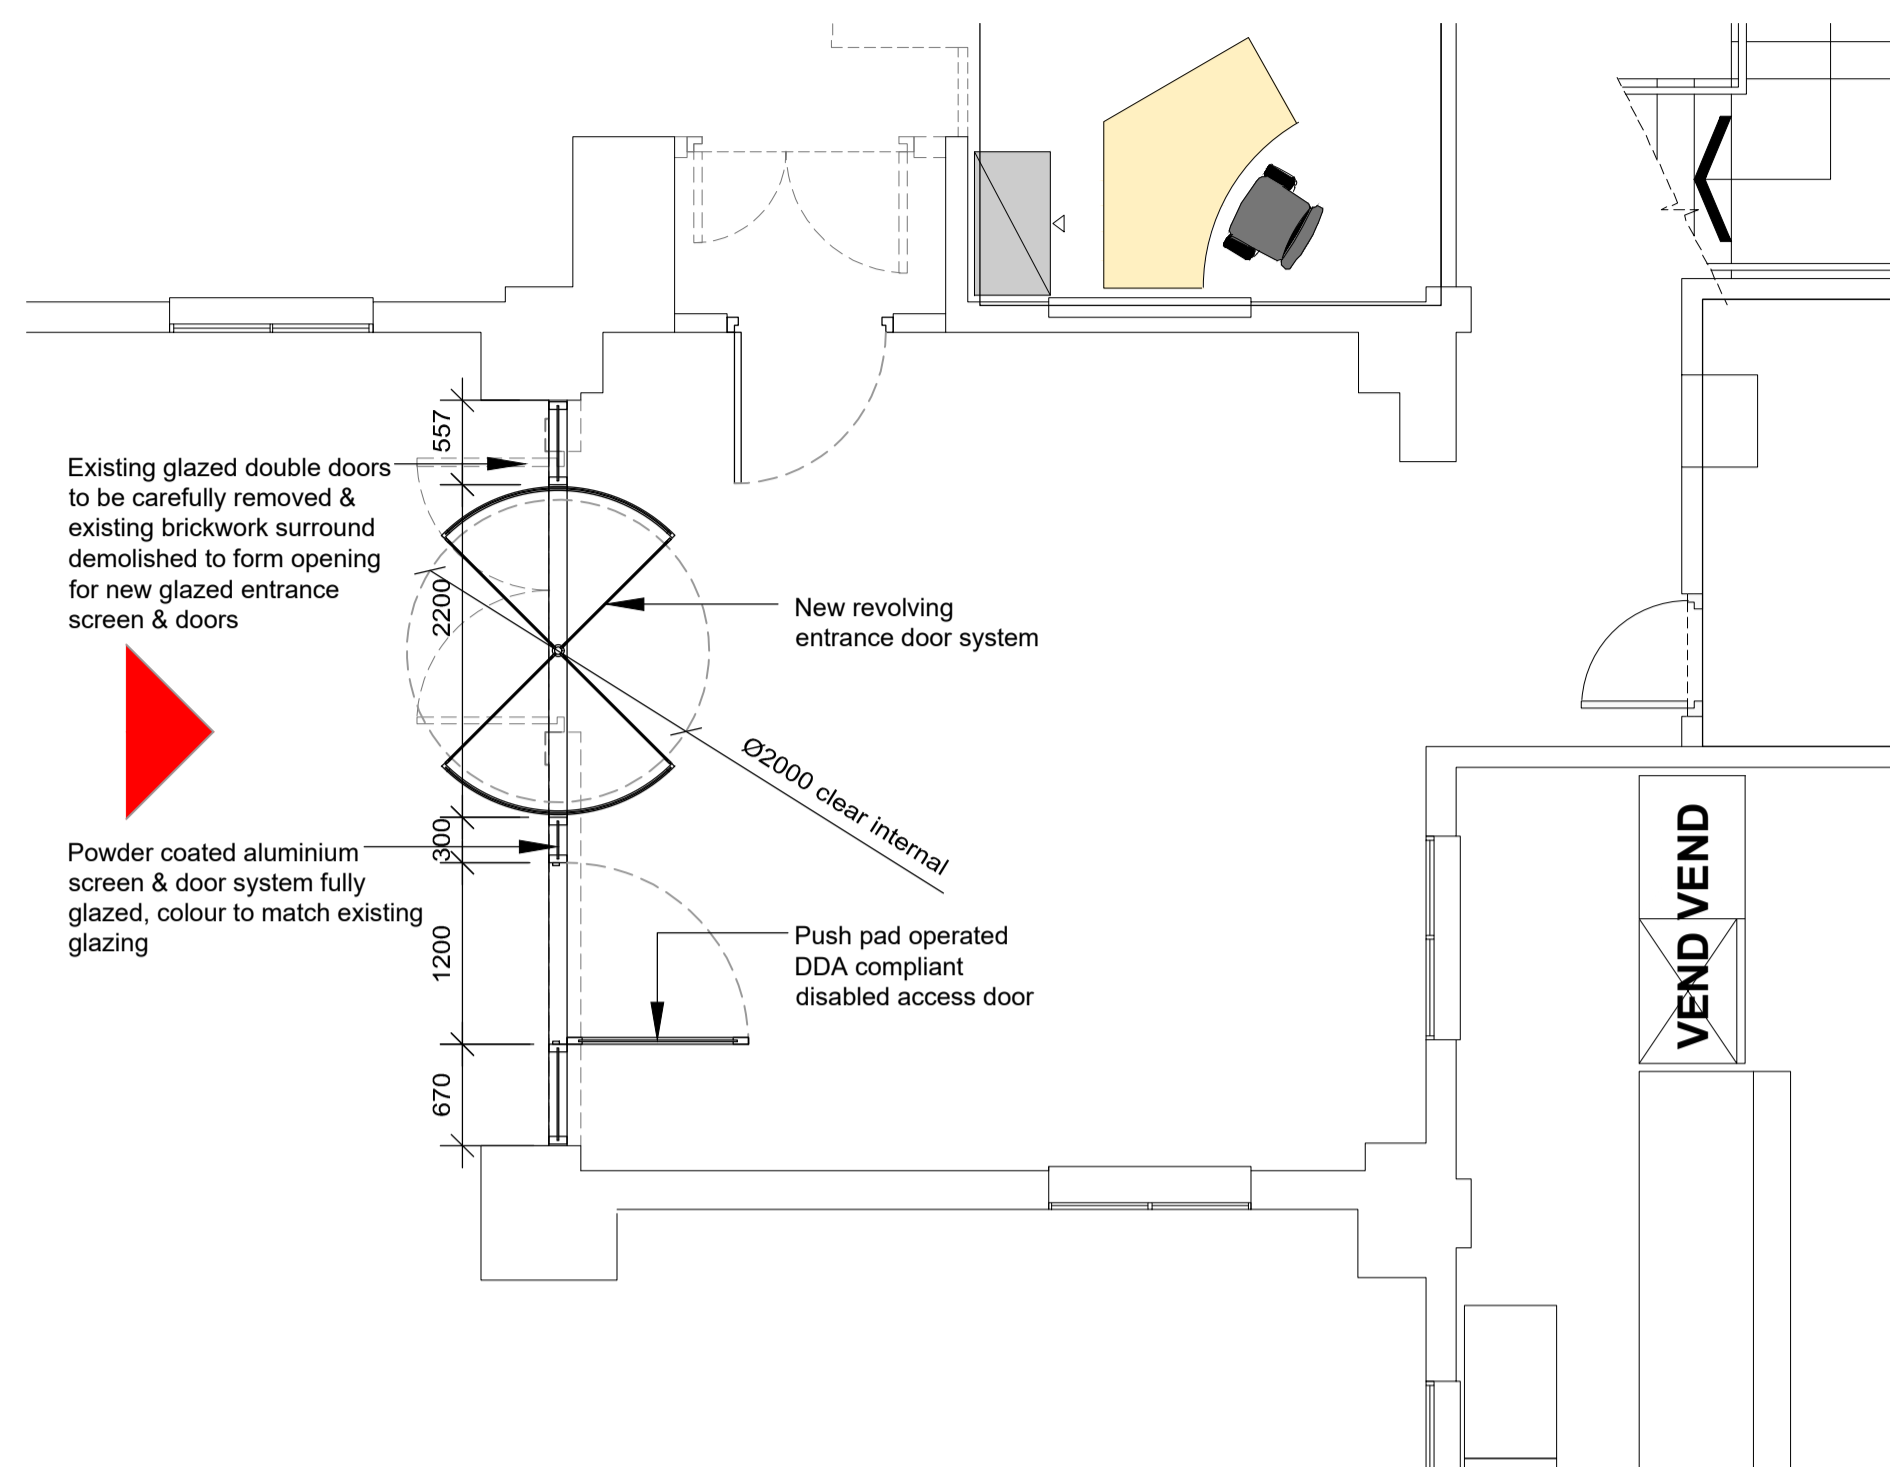 557
Existing glazed double doors
to be carefully removed &
existing brickwork surround
demolished to form opening
for new glazed entrance
screen & doors
2200
New revolving
entrance door system
Ø2000 clear internal
300
Powder coated aluminium
screen & door system fully
glazed, colour to match existing
glazing
1200
Push pad operated
DDA compliant
disabled access door
670
VEND
VEND